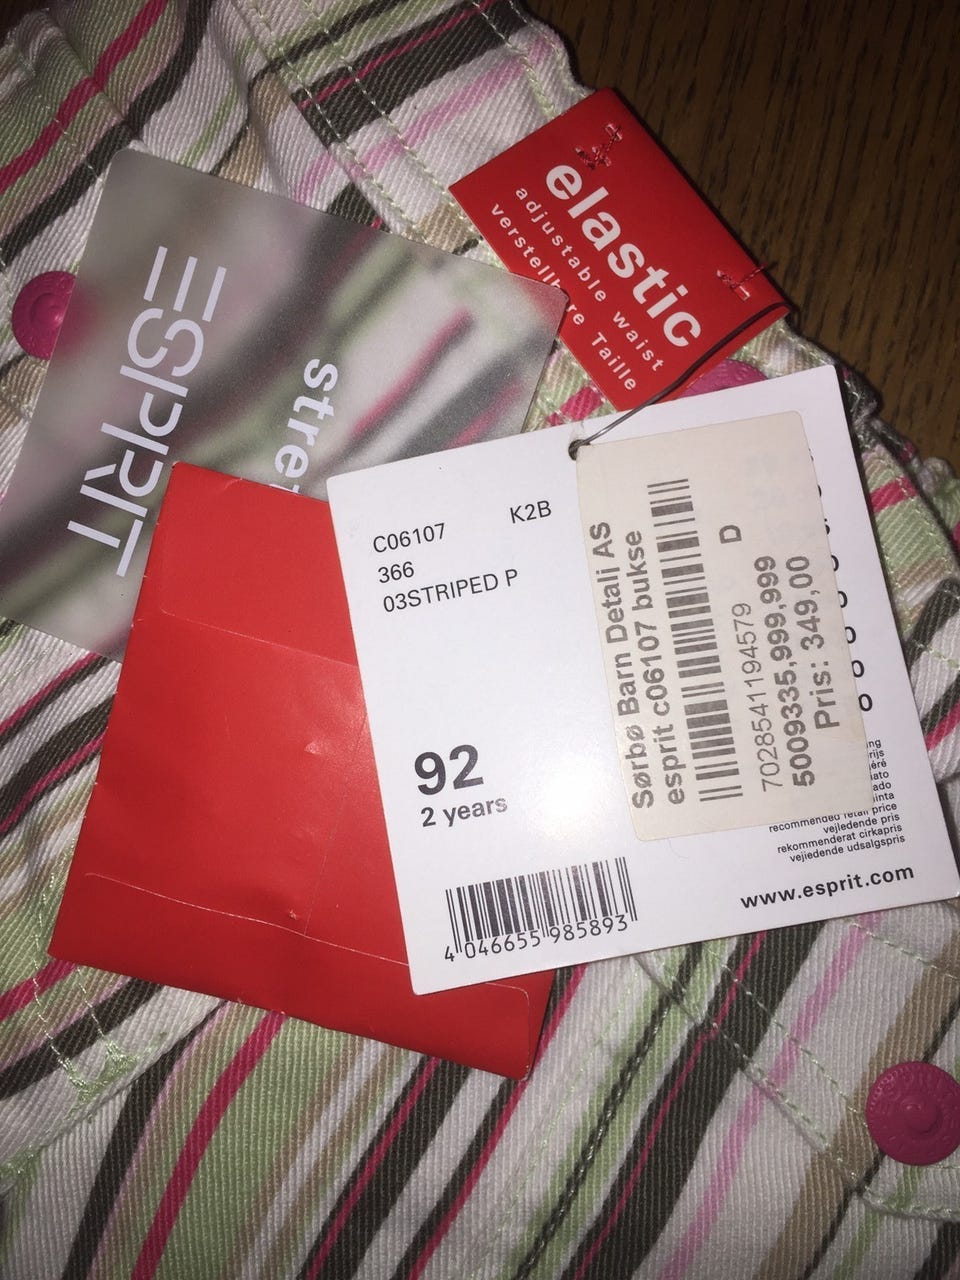 elastic
adjustable waist
verstellbare Taille
ESPRIT
C06107 K2B
366
03STRIPED P
92
2 years
4 046655 985893
Sørbø Barn Detalj AS
esprit c06107 bukse
D
7028541194579
5009335,999,999
Pris: 349,00
recommended retail price
vejledende pris
rekommenderat cirkapris
vejledende udsalgspris
www.esprit.com
ESPRIT